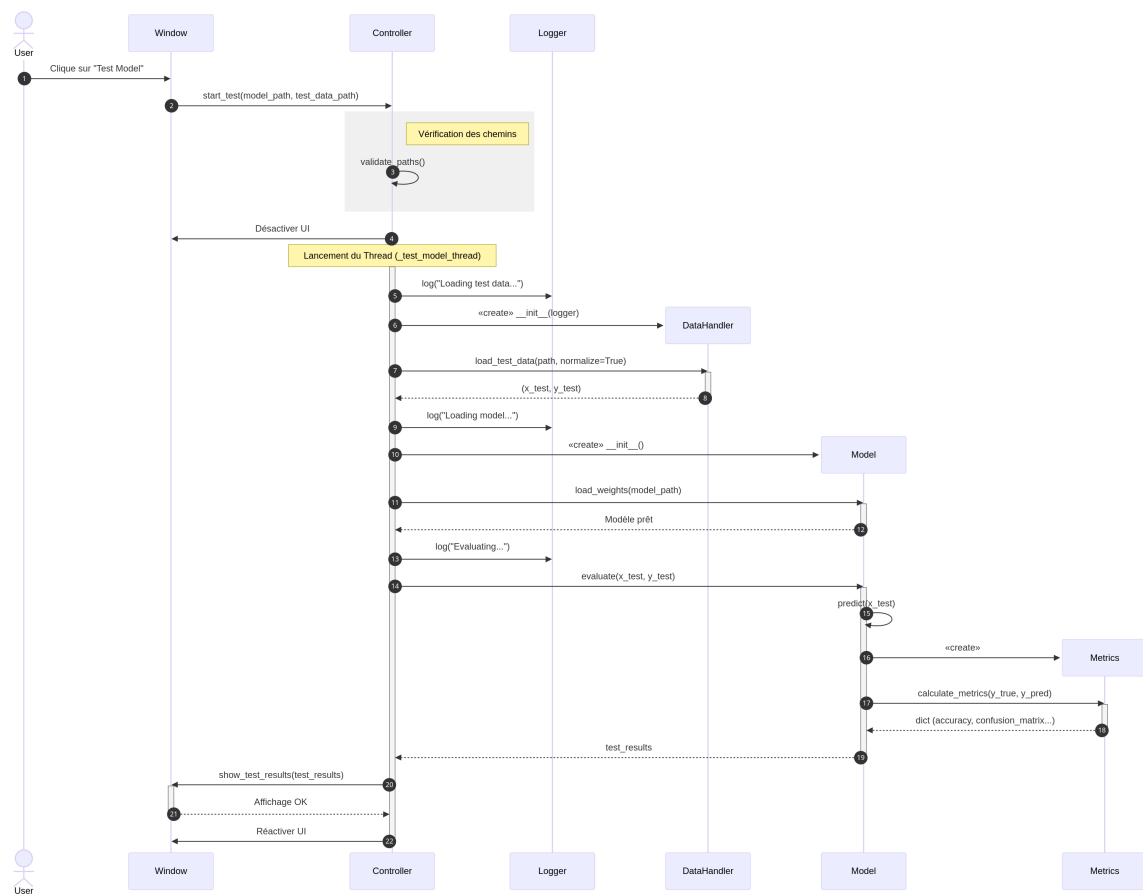 User
Window
Controller
Logger
Clique sur "Test Model"
1
start_test(model_path, test_data_path)
2
Vérification des chemins
validate_paths()
3
Désactiver UI
4
Lancement du Thread (_test_model_thread)
log("Loading test data...")
5
«create» __init__(logger)
6
DataHandler
load_test_data(path, normalize=True)
7
(x_test, y_test)
8
log("Loading model...")
9
«create» __init__()
10
Model
load_weights(model_path)
11
Modèle prêt
12
log("Evaluating...")
13
evaluate(x_test, y_test)
14
predict(x_test)
15
«create»
16
Metrics
calculate_metrics(y_true, y_pred)
17
dict (accuracy, confusion_matrix...)
18
test_results
19
show_test_results(test_results)
20
Affichage OK
21
Réactiver UI
22
User
Window
Controller
Logger
DataHandler
Model
Metrics